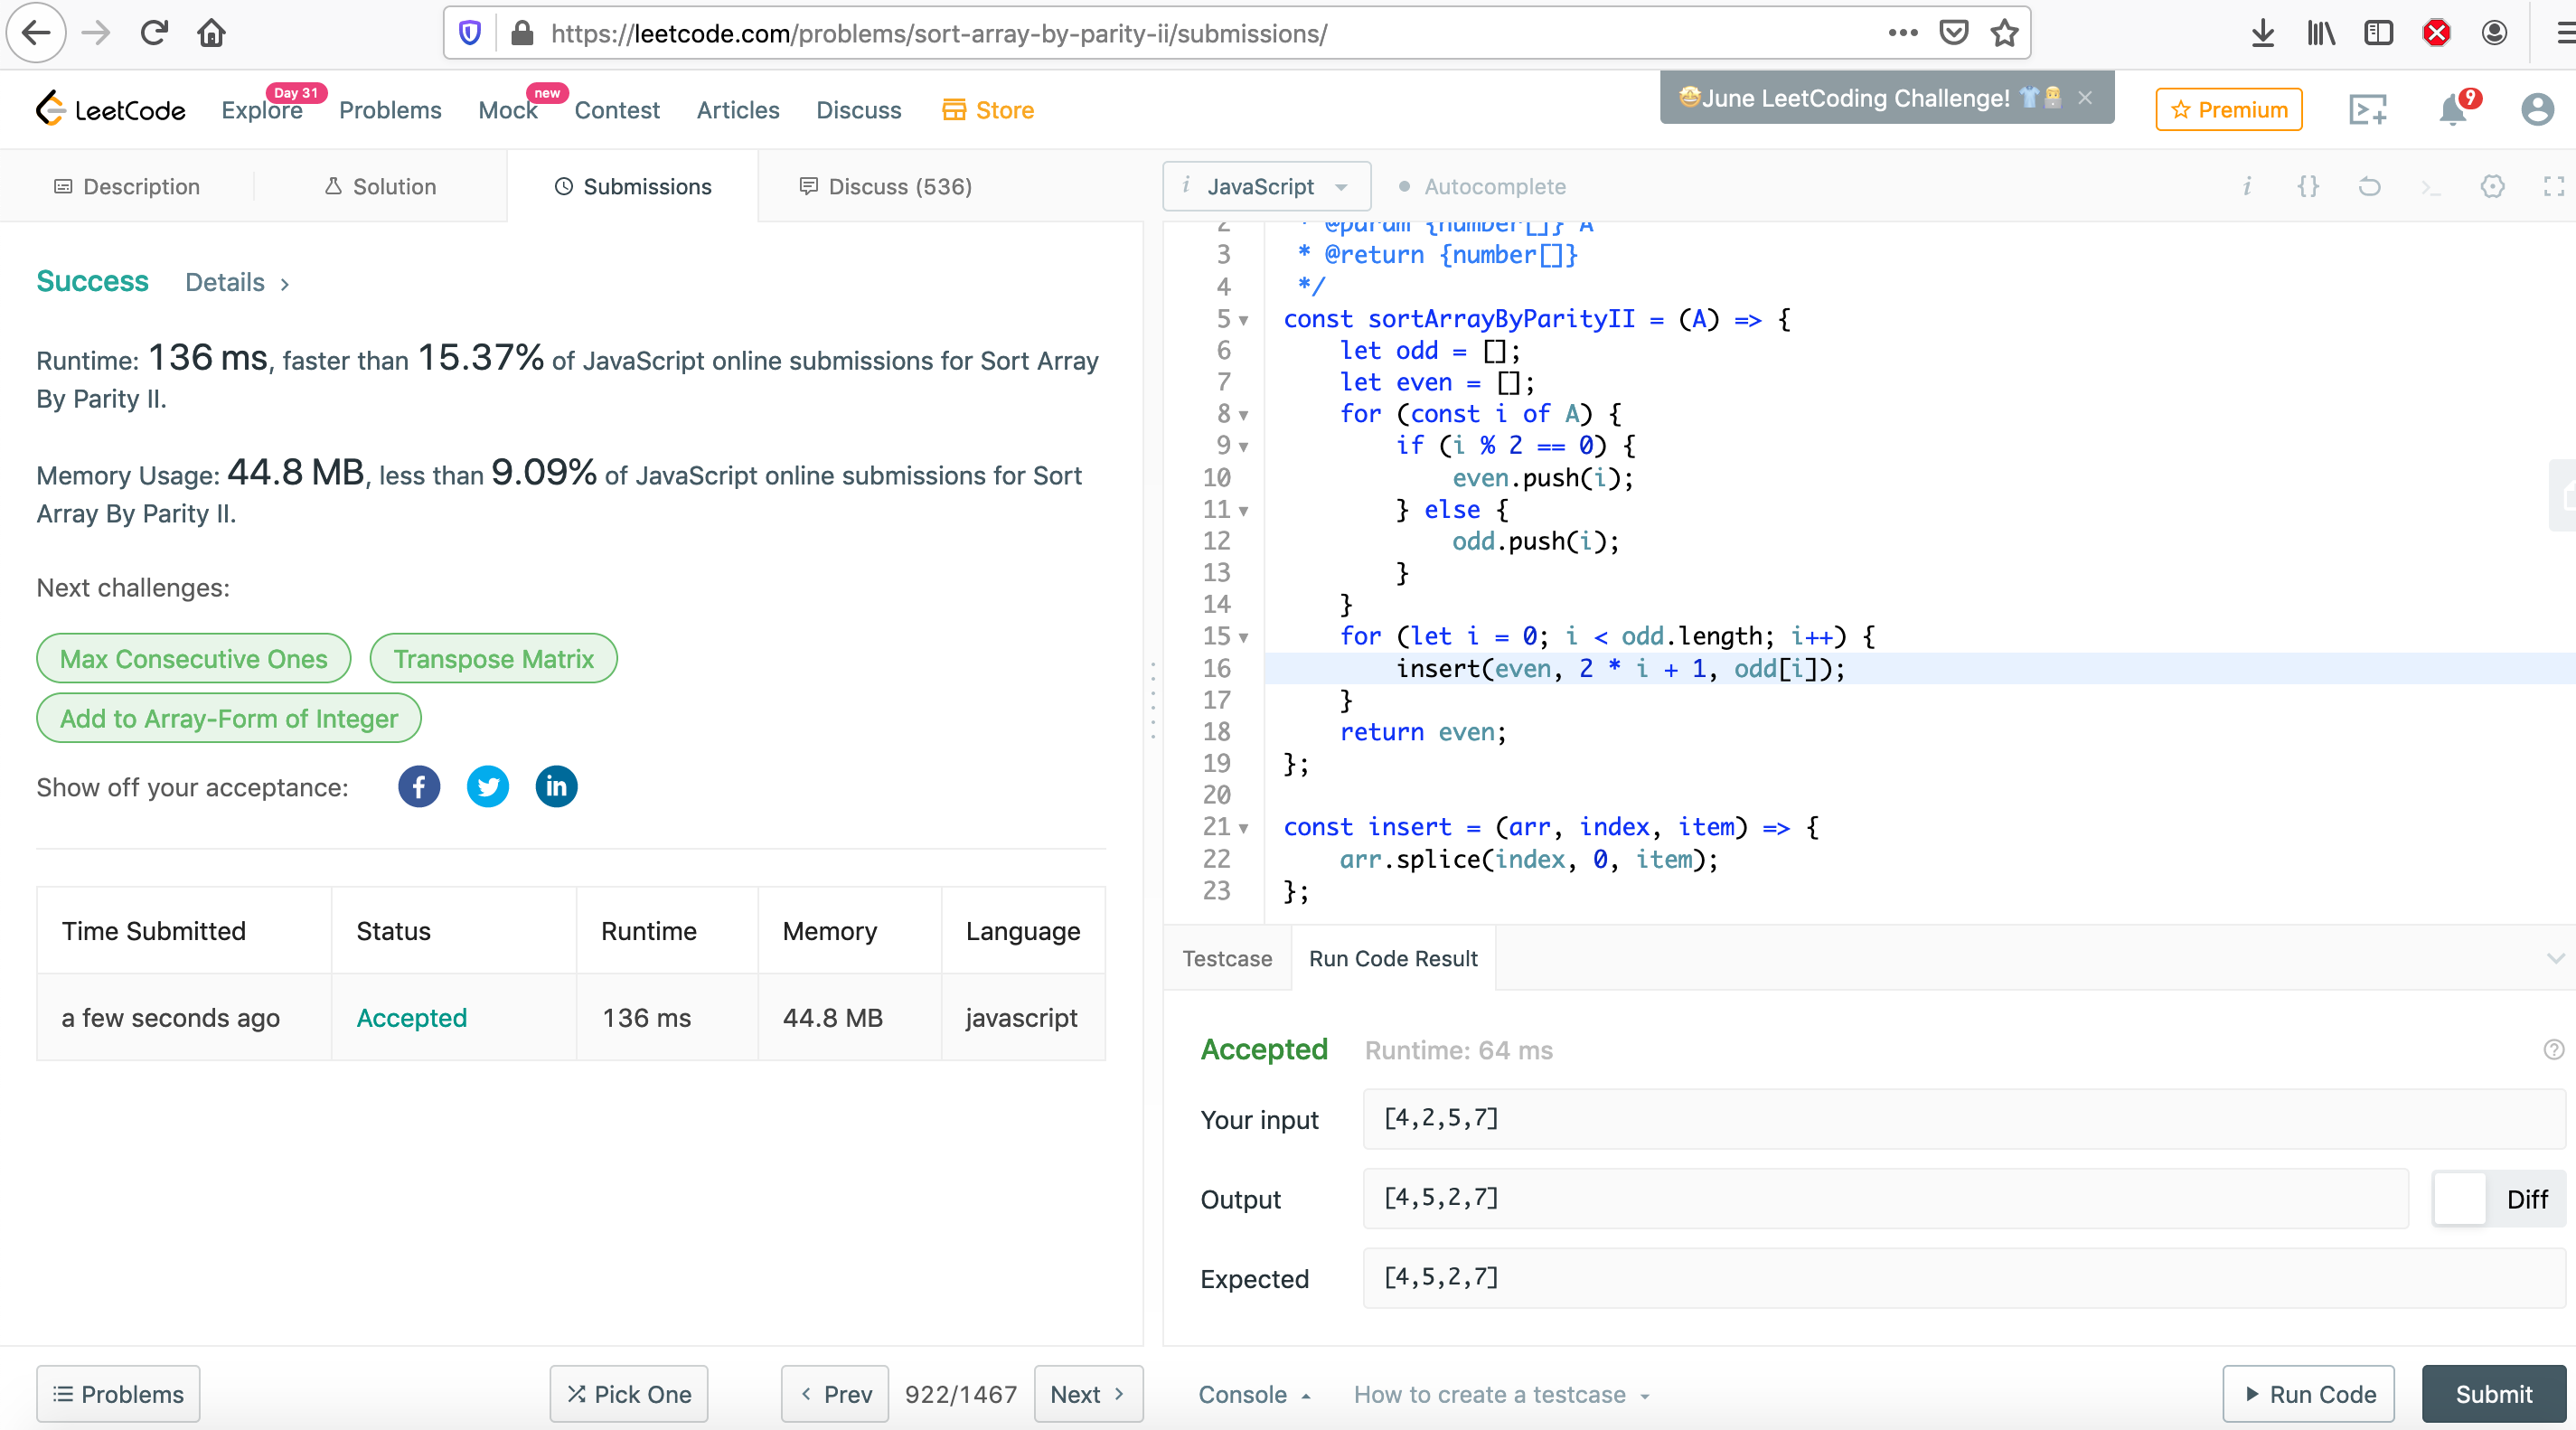 https://leetcode.com/problems/sort-array-by-parity-ii/submissions/
LeetCode
Explore
Day 31
Problems
Mock
new
Contest
Articles
Discuss
Store
🤩June LeetCoding Challenge!
Premium
9
Description
Solution
Submissions
Discuss (536)
i JavaScript
Autocomplete
Success Details
Runtime: 136 ms, faster than 15.37% of JavaScript online submissions for Sort Array
By Parity II.
Memory Usage: 44.8 MB, less than 9.09% of JavaScript online submissions for Sort
Array By Parity II.
Next challenges:
Max Consecutive Ones
Transpose Matrix
Add to Array-Form of Integer
Show off your acceptance:
Time Submitted Status Runtime Memory Language
a few seconds ago Accepted 136 ms 44.8 MB javascript
2 * @param {number[]} A
3 * @return {number[]}
4 */
5 const sortArrayByParityII = (A) => {
6 let odd = [];
7 let even = [];
8 for (const i of A) {
9 if (i % 2 == 0) {
10 even.push(i);
11 } else {
12 odd.push(i);
13 }
14 }
15 for (let i = 0; i < odd.length; i++) {
16 insert(even, 2 * i + 1, odd[i]);
17 }
18 return even;
19 };
20
21 const insert = (arr, index, item) => {
22 arr.splice(index, 0, item);
23 };
Testcase
Run Code Result
Accepted Runtime: 64 ms
Your input [4,2,5,7]
Output [4,5,2,7] Diff
Expected [4,5,2,7]
Problems
Pick One
Prev
922/1467
Next
Console
How to create a testcase
Run Code
Submit